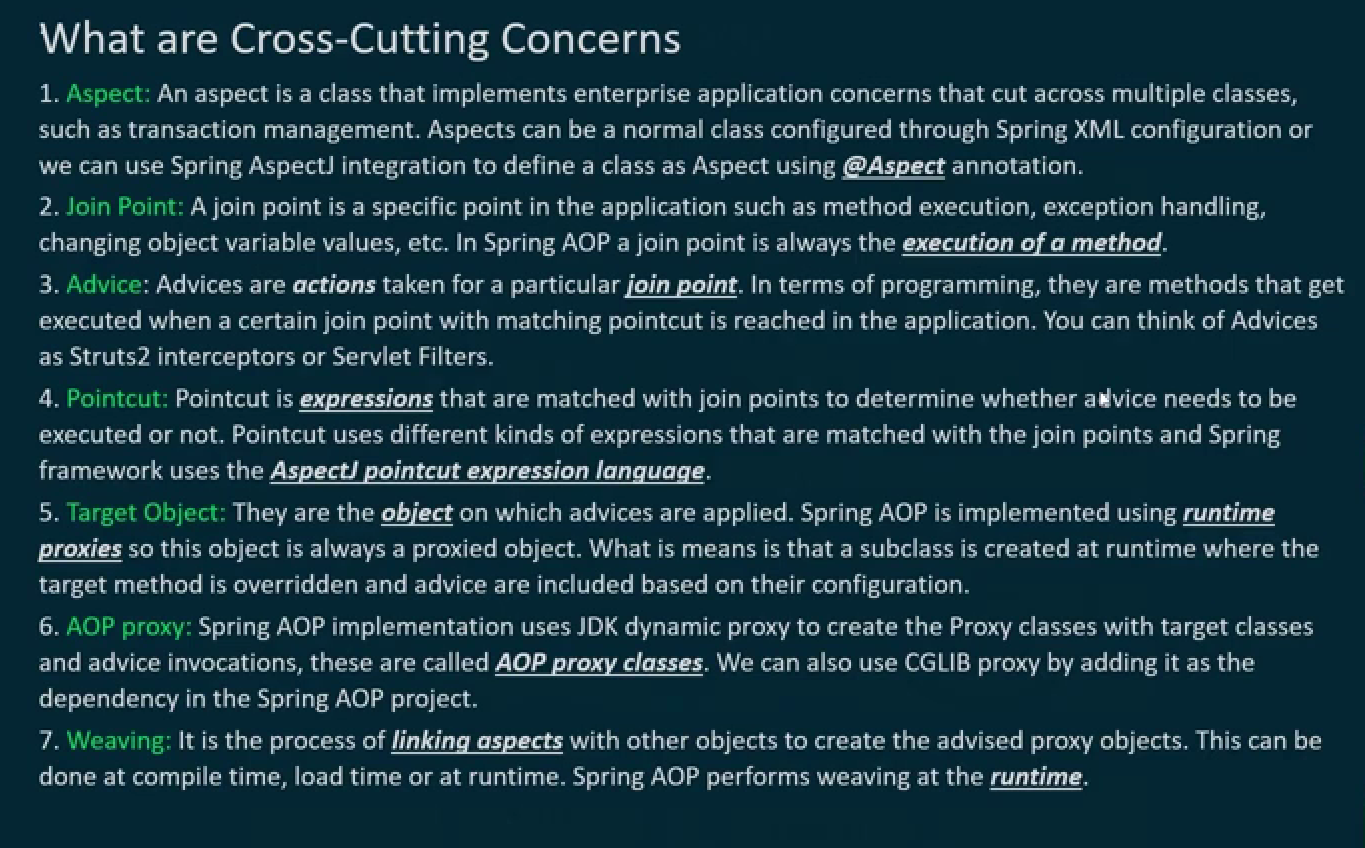 What are Cross-Cutting Concerns
1. Aspect: An aspect is a class that implements enterprise application concerns that cut across multiple classes,
such as transaction management. Aspects can be a normal class configured through Spring XML configuration or
we can use Spring AspectJ integration to define a class as Aspect using @Aspect annotation.
2. Join Point: A join point is a specific point in the application such as method execution, exception handling,
changing object variable values, etc. In Spring AOP a join point is always the execution of a method.
3. Advice: Advices are actions taken for a particular join point. In terms of programming, they are methods that get
executed when a certain join point with matching pointcut is reached in the application. You can think of Advices
as Struts2 interceptors or Servlet Filters.
4. Pointcut: Pointcut is expressions that are matched with join points to determine whether advice needs to be
executed or not. Pointcut uses different kinds of expressions that are matched with the join points and Spring
framework uses the AspectJ pointcut expression language.
5. Target Object: They are the object on which advices are applied. Spring AOP is implemented using runtime
proxies so this object is always a proxied object. What is means is that a subclass is created at runtime where the
target method is overridden and advice are included based on their configuration.
6. AOP proxy: Spring AOP implementation uses JDK dynamic proxy to create the Proxy classes with target classes
and advice invocations, these are called AOP proxy classes. We can also use CGLIB proxy by adding it as the
dependency in the Spring AOP project.
7. Weaving: It is the process of linking aspects with other objects to create the advised proxy objects. This can be
done at compile time, load time or at runtime. Spring AOP performs weaving at the runtime.